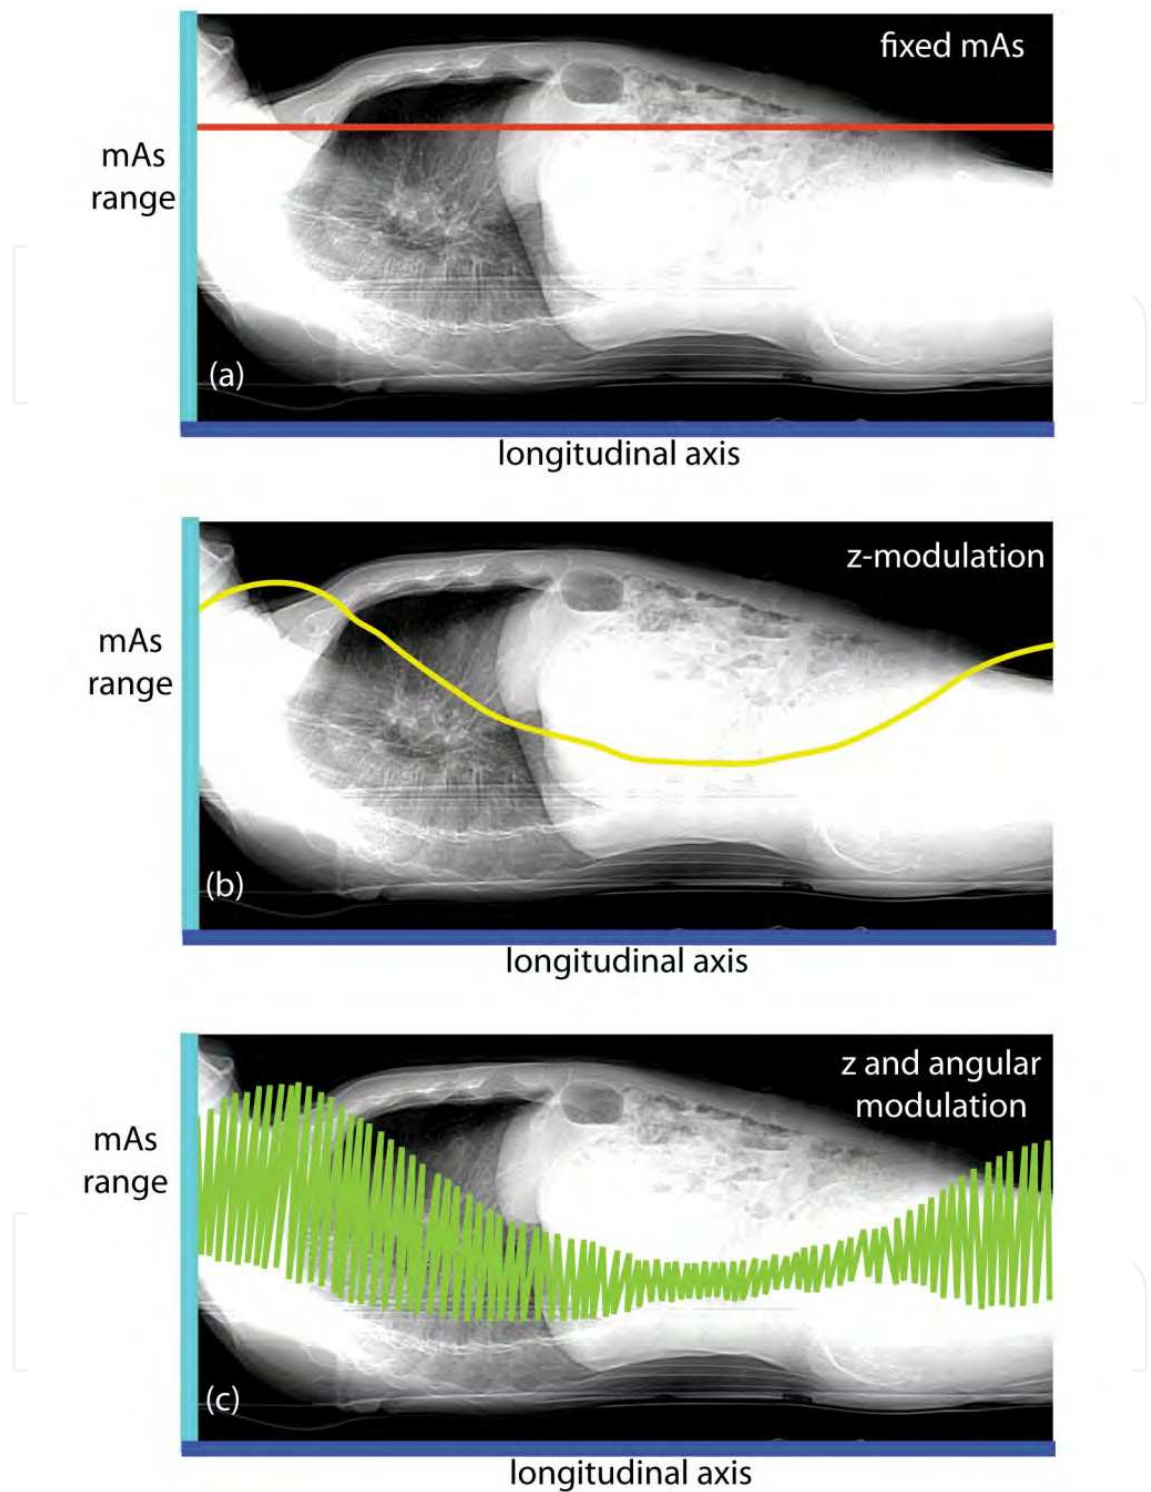 fixed mAs
mAs
range
(a)
longitudinal axis
z-modulation
mAs
range
(b)
longitudinal axis
z and angular
modulation
mAs
range
(c)
longitudinal axis